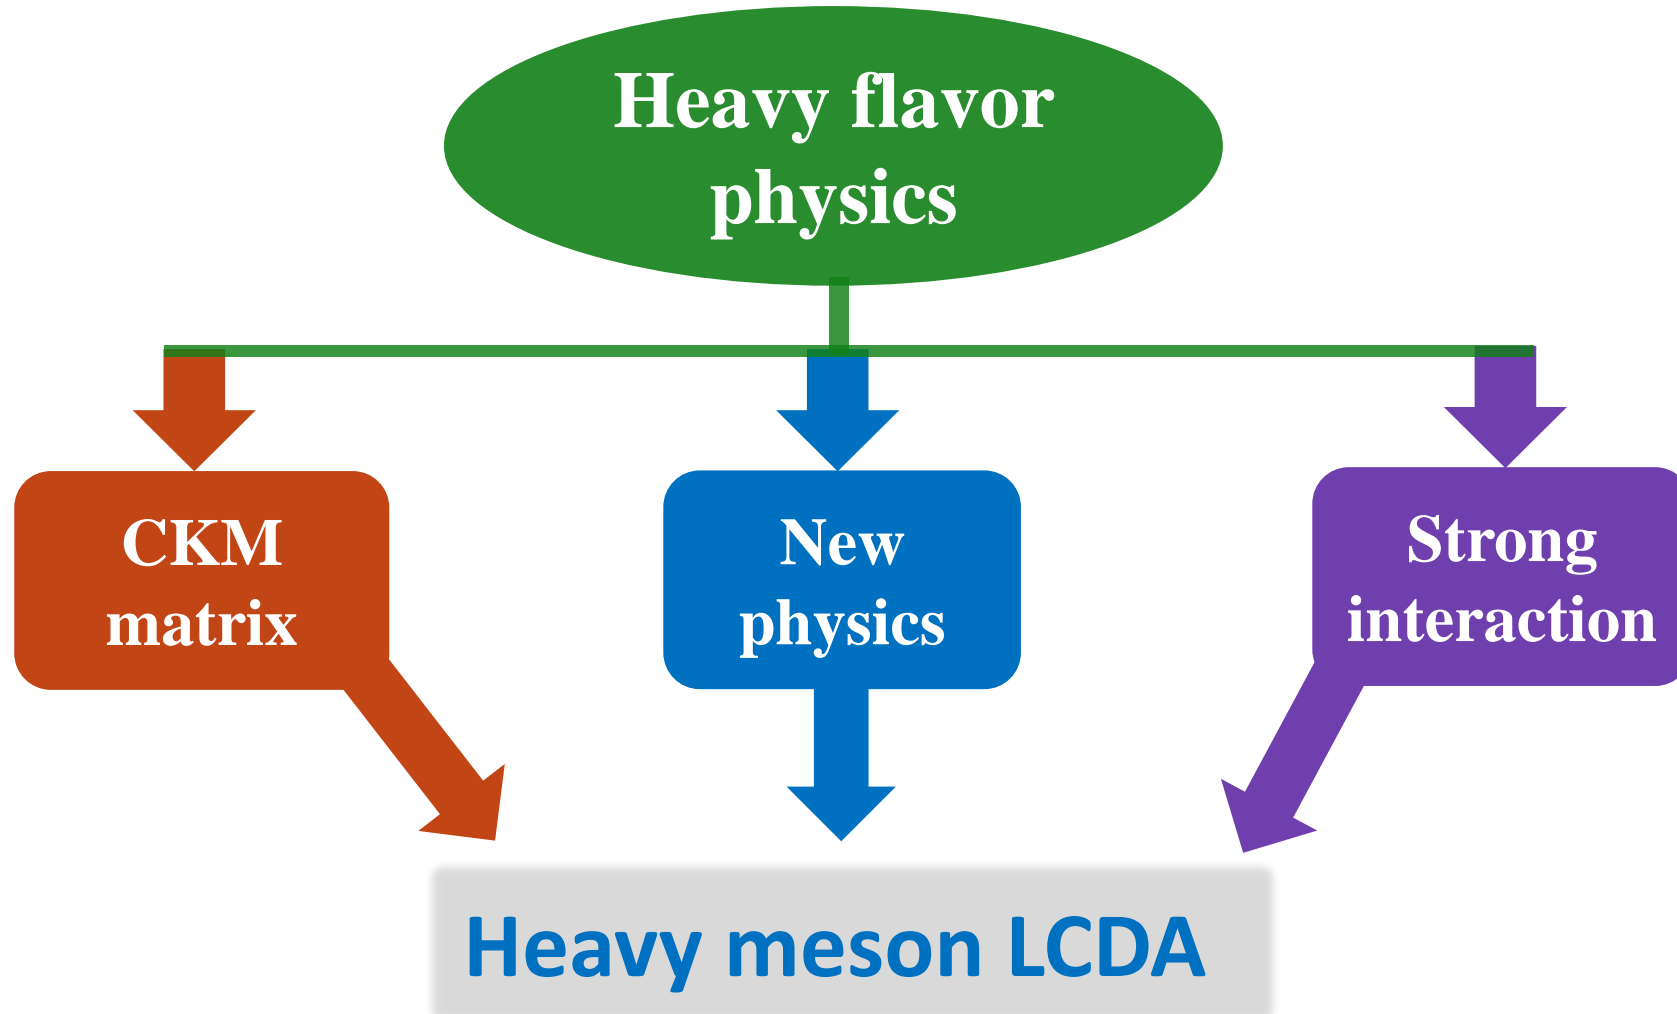 Heavy flavor
physics
CKM
matrix
New
physics
Strong
interaction
Heavy meson LCDA